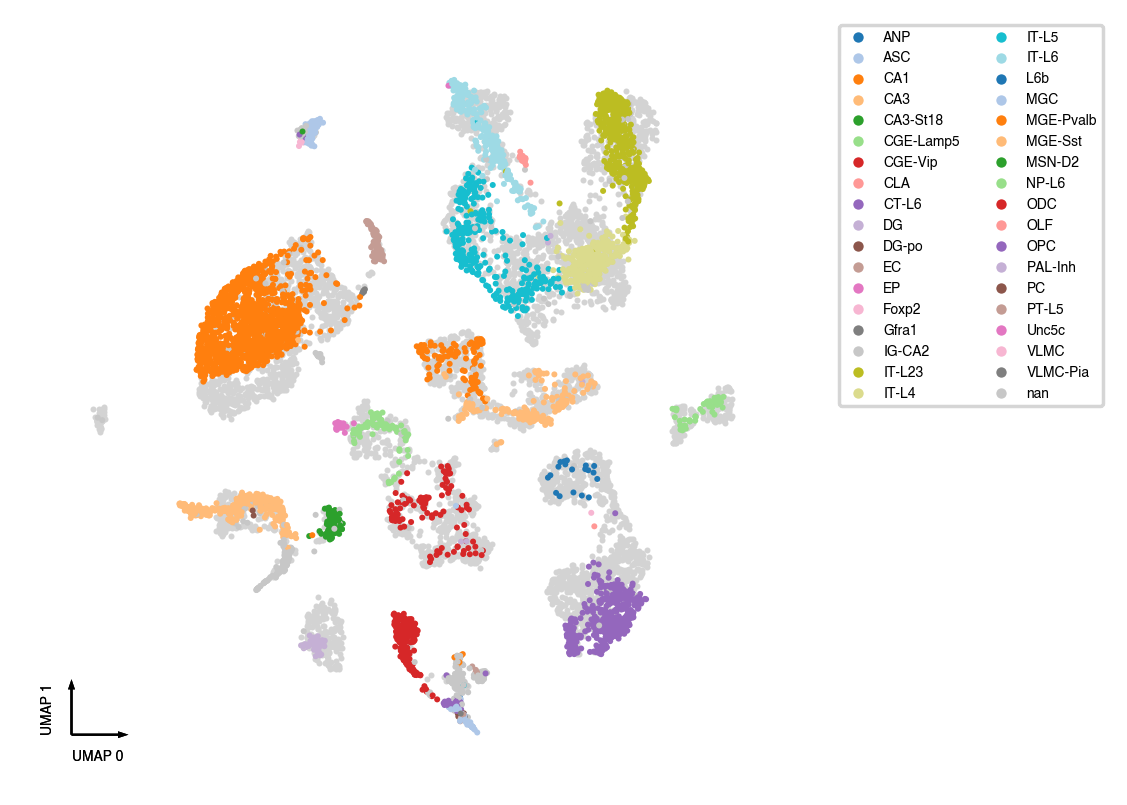 ANP
ASC
CA1
CA3
CA3-St18
CGE-Lamp5
CGE-Vip
CLA
CT-L6
DG
DG-po
EC
EP
Foxp2
Gfra1
IG-CA2
IT-L23
IT-L4
IT-L5
IT-L6
L6b
MGC
MGE-Pvalb
MGE-Sst
MSN-D2
NP-L6
ODC
OLF
OPC
PAL-Inh
PC
PT-L5
Unc5c
VLMC
VLMC-Pia
nan
UMAP 1
UMAP 0